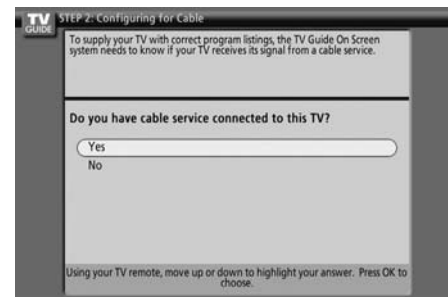 TV GUIDE
STEP 2: Configuring for Cable
To supply your TV with correct program listings, the TV Guide On Screen
system needs to know if your TV receives its signal from a cable service.
Do you have cable service connected to this TV?
Yes
No
Using your TV remote, move up or down to highlight your answer. Press OK to
choose.